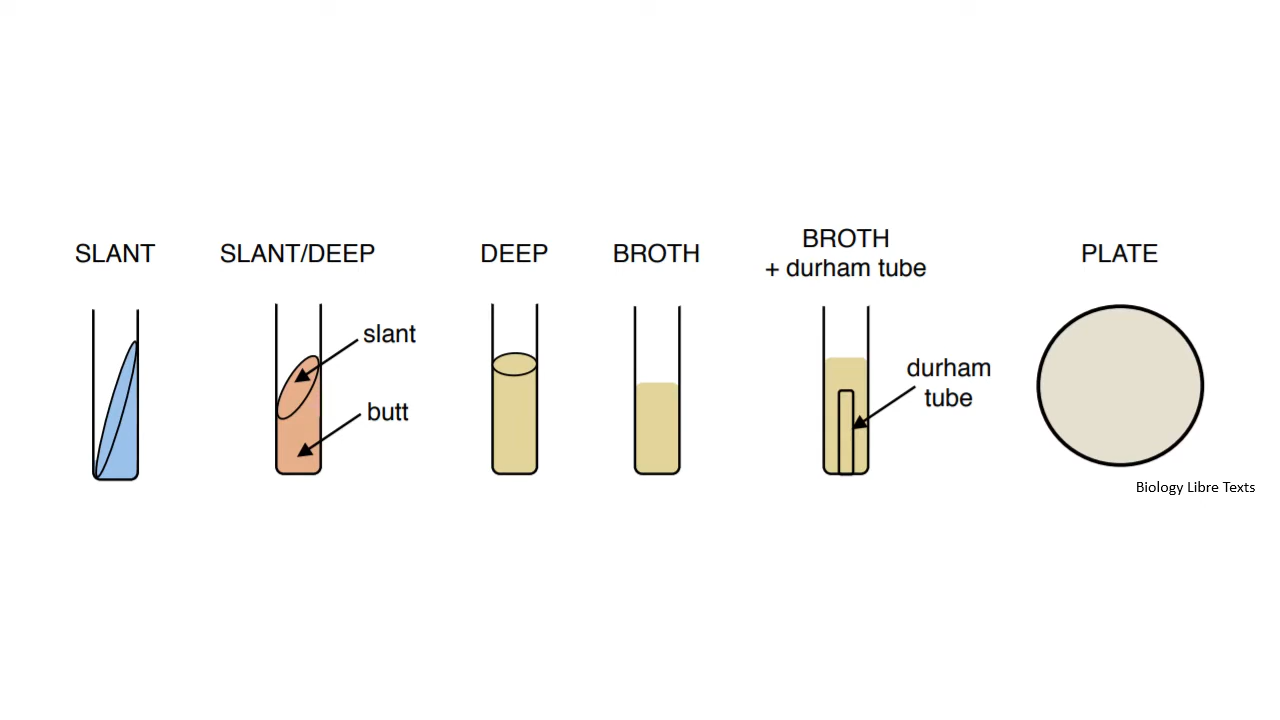 SLANT
SLANT/DEEP
DEEP
BROTH
BROTH
+ durham tube
PLATE
slant
butt
durham
tube
Biology Libre Texts